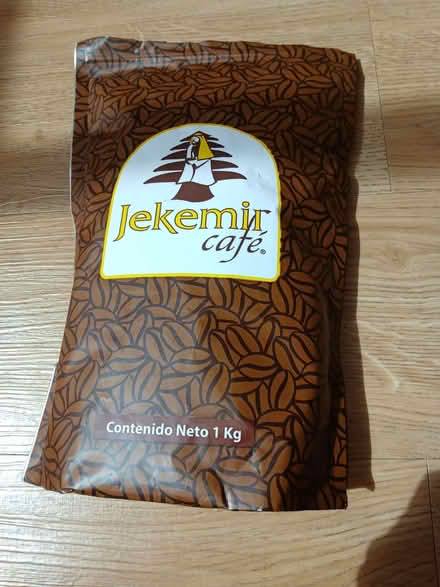 Jekemir
café®
Contenido Neto 1 Kg